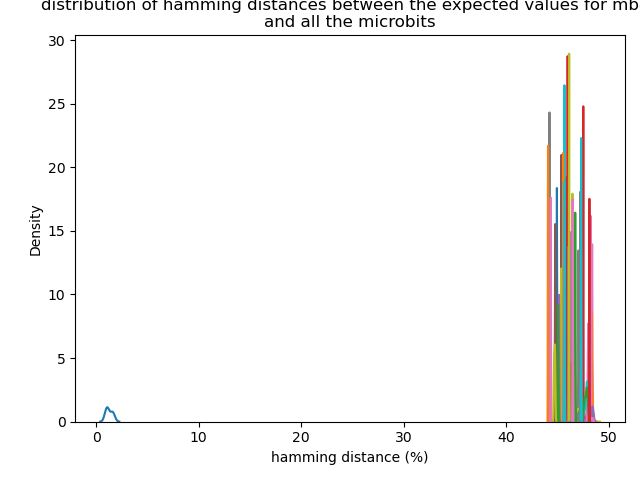 distribution of hamming distances between the expected values for mb
and all the microbits
30
25
20
15
10
5
0
Density
0 10 20 30 40 50
hamming distance (%)